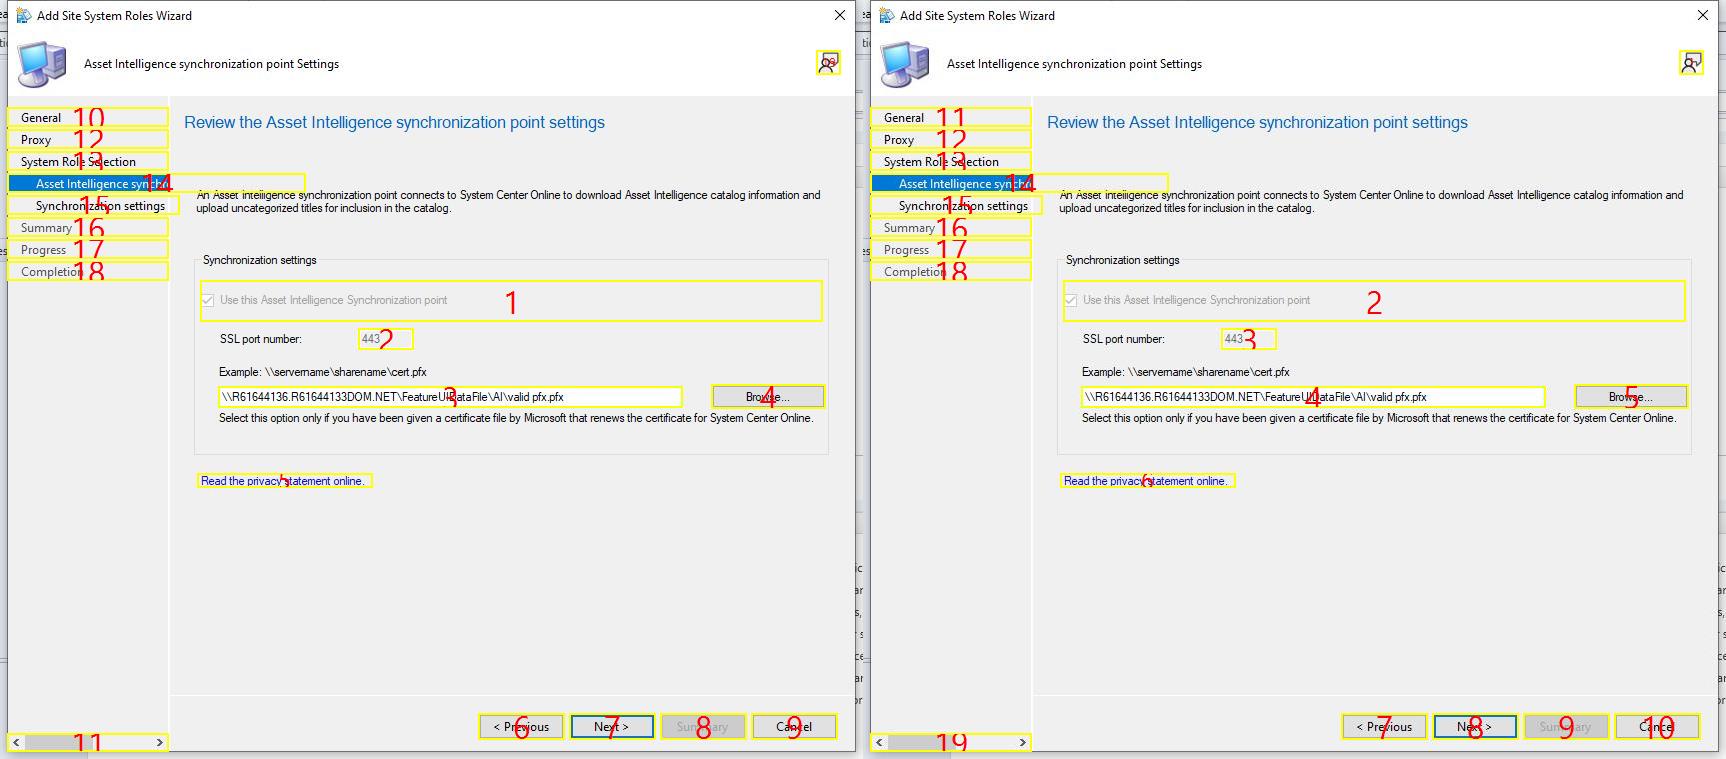 Add Site System Roles Wizard
Asset Intelligence synchronization point Settings
General 10
Proxy 12
System Role Selection 13
Asset Intelligence synchro 14
Synchronization settings 15
Summary 16
Progress 17
Completion 18
11
Review the Asset Intelligence synchronization point settings
An Asset Intelligence synchronization point connects to System Center Online to download Asset Intelligence catalog information and
upload uncategorized titles for inclusion in the catalog.
Synchronization settings
Use this Asset Intelligence Synchronization point 1
SSL port number: 443 2
Example: \\servername\sharename\cert.pfx
\\R61644136.R61644133DOM.NET\FeatureUIDataFile\AI\valid pfx.pfx 3
Browse... 4
Select this option only if you have been given a certificate file by Microsoft that renews the certificate for System Center Online.
Read the privacy statement online. 5
< Previous 6
Next > 7
Summary 8
Cancel 9
Add Site System Roles Wizard
Asset Intelligence synchronization point Settings
General 11
Proxy 12
System Role Selection 13
Asset Intelligence synchro 14
Synchronization settings 15
Summary 16
Progress 17
Completion 18
19
Review the Asset Intelligence synchronization point settings
An Asset Intelligence synchronization point connects to System Center Online to download Asset Intelligence catalog information and
upload uncategorized titles for inclusion in the catalog.
Synchronization settings
Use this Asset Intelligence Synchronization point 2
SSL port number: 443 3
Example: \\servername\sharename\cert.pfx
\\R61644136.R61644133DOM.NET\FeatureUIDataFile\AI\valid pfx.pfx 4
Browse... 5
Select this option only if you have been given a certificate file by Microsoft that renews the certificate for System Center Online.
Read the privacy statement online. 6
< Previous 7
Next > 8
Summary 9
Cancel 10